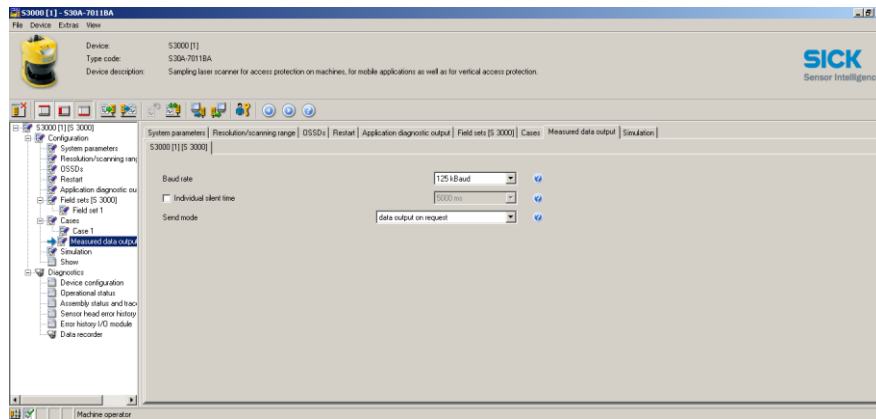 S3000 [1] - S30A-7011BA
File Device Extras View
Device: S3000 [1]
Type code: S30A-7011BA
Device description: Sampling laser scanner for access protection on machines, for mobile applications as well as for vertical access protection.
SICK
Sensor Intelligenc
S3000 [1] [S 3000]
Configuration
System parameters
Resolution/scanning rang
OSSDs
Restart
Application diagnostic ou
Field sets [S 3000]
Field set 1
Cases
Case 1
Measured data output
Simulation
Show
Diagnostics
Device configuration
Operational status
Assembly status and trace
Sensor head error history
Error history I/O module
Data recorder
System parameters Resolution/scanning range OSSDs Restart Application diagnostic output Field sets [S 3000] Cases Measured data output Simulation
S3000 [1] [S 3000]
Baud rate 125 kBaud
Individual silent time 5000 ms
Send mode data output on request
Machine operator